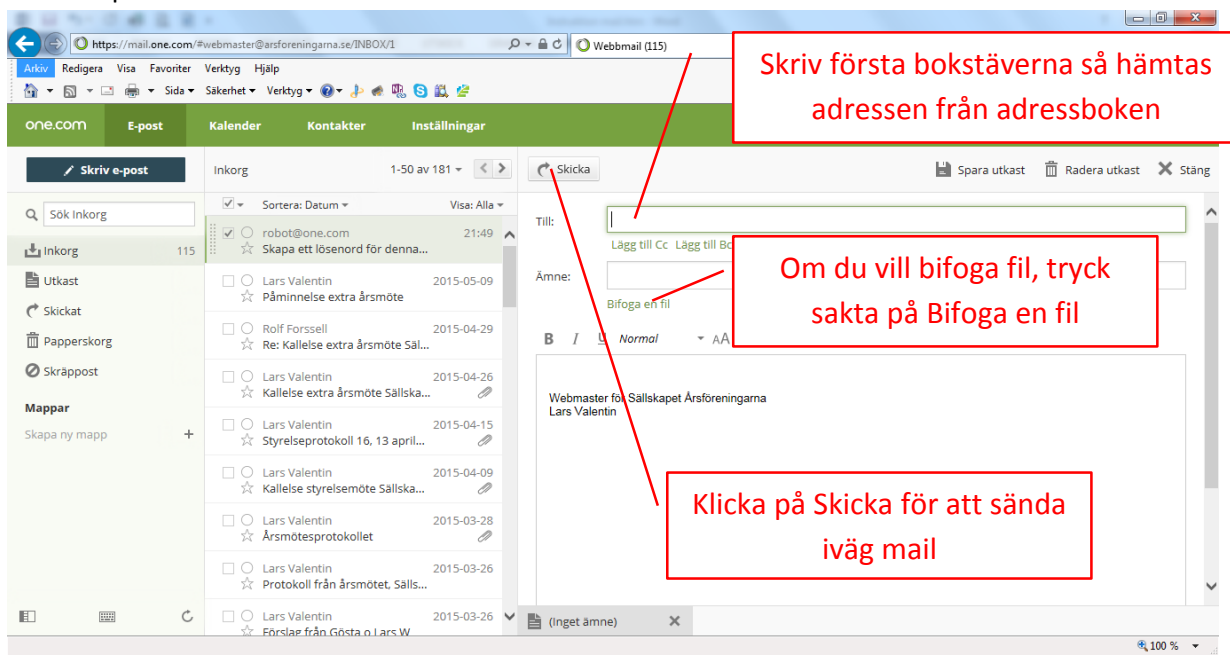 https://mail.one.com/#webmaster@arsforeningarna.se/INBOX/1
Webbmail (115)
Arkiv Redigera Visa Favoriter Verktyg Hjälp
Sida Säkerhet Verktyg
one.com E-post Kalender Kontakter Inställningar
Skriv första bokstäverna så hämtas
adressen från adressboken
Skriv e-post
Inkorg 1-50 av 181
Skicka
Spara utkast Radera utkast Stäng
Sök Inkorg
Inkorg 115
Utkast
Skickat
Papperskorg
Skräppost
Mappar
Skapa ny mapp +
Sortera: Datum Visa: Alla
robot@one.com 21:49
Skapa ett lösenord för denna...
Lars Valentin 2015-05-09
Påminnelse extra årsmöte
Rolf Forssell 2015-04-29
Re: Kallelse extra årsmöte Säl...
Lars Valentin 2015-04-26
Kallelse extra årsmöte Sällska...
Lars Valentin 2015-04-15
Styrelseprotokoll 16, 13 april...
Lars Valentin 2015-04-09
Kallelse styrelsemöte Sällska...
Lars Valentin 2015-03-28
Årsmötesprotokollet
Lars Valentin 2015-03-26
Protokoll från årsmötet, Sälls...
Lars Valentin 2015-03-26
Förslag från Gösta o Lars W
Till:
Lägg till Cc Lägg till Bc
Ämne:
Bifoga en fil
Om du vill bifoga fil, tryck
sakta på Bifoga en fil
B I U Normal AA
Webmaster för Sällskapet Årsföreningarna
Lars Valentin
Klicka på Skicka för att sända
iväg mail
(Inget ämne)
100 %